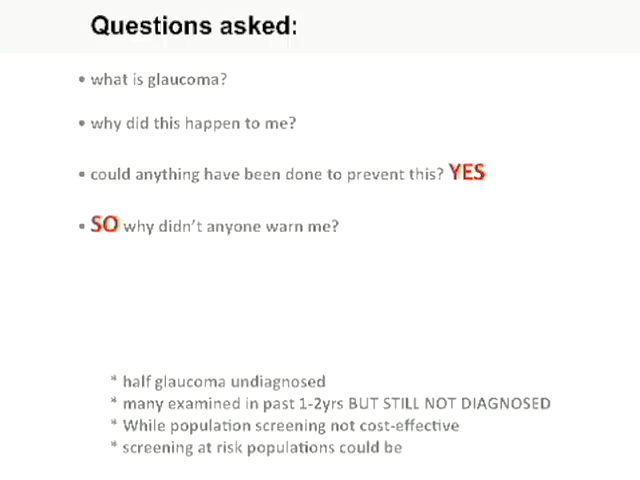 Questions asked:
• what is glaucoma?
• why did this happen to me?
• could anything have been done to prevent this? YES
• SO why didn't anyone warn me?
* half glaucoma undiagnosed
* many examined in past 1-2yrs BUT STILL NOT DIAGNOSED
* While population screening not cost-effective
* screening at risk populations could be